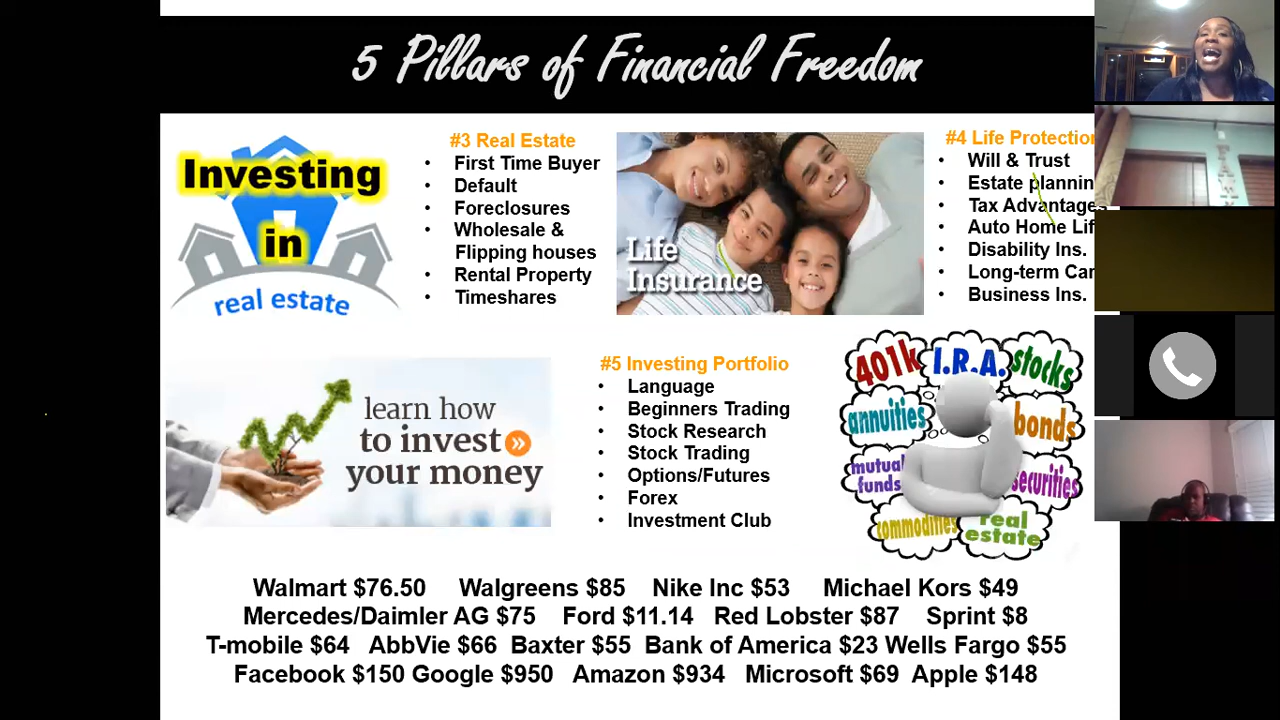 5 Pillars of Financial Freedom
Investing
in
real estate
#3 Real Estate
• First Time Buyer
• Default
• Foreclosures
• Wholesale &
Flipping houses
• Rental Property
• Timeshares
Life
Insurance
#4 Life Protection
• Will & Trust
• Estate plannin
• Tax Advantages
• Auto Home Lif
• Disability Ins.
• Long-term Car
• Business Ins.
learn how
to invest »
your money
#5 Investing Portfolio
• Language
• Beginners Trading
• Stock Research
• Stock Trading
• Options/Futures
• Forex
• Investment Club
401k I.R.A. stocks
annuities bonds
mutual funds securities
commodities real estate
Walmart $76.50 Walgreens $85 Nike Inc $53 Michael Kors $49
Mercedes/Daimler AG $75 Ford $11.14 Red Lobster $87 Sprint $8
T-mobile $64 AbbVie $66 Baxter $55 Bank of America $23 Wells Fargo $55
Facebook $150 Google $950 Amazon $934 Microsoft $69 Apple $148